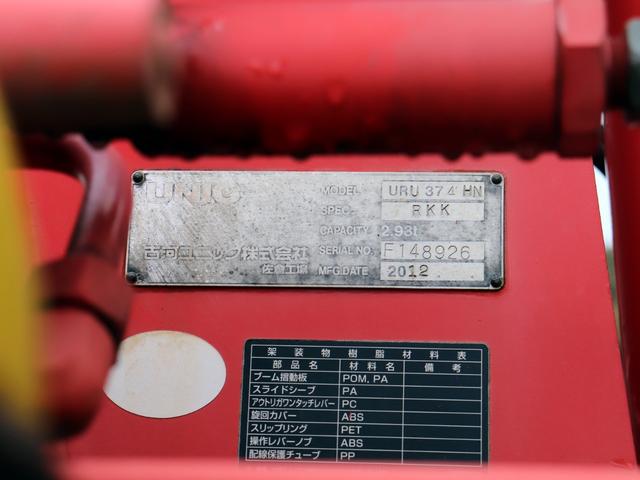 UNIC
MODEL URU 374 HN
SPEC. RKK
CAPACITY 2.93t
SERIAL NO. F148926
MFG.DATE 2012
古河ユニック株式会社
佐倉工場
架装物樹脂材料表
部品名 材料名 備考
ブーム摺動板 POM, PA
スライドシーブ PA
アウトリガワンタッチレバー PC
旋回カバー ABS
スリップリング PET
操作レバーノブ ABS
配線保護チューブ PP